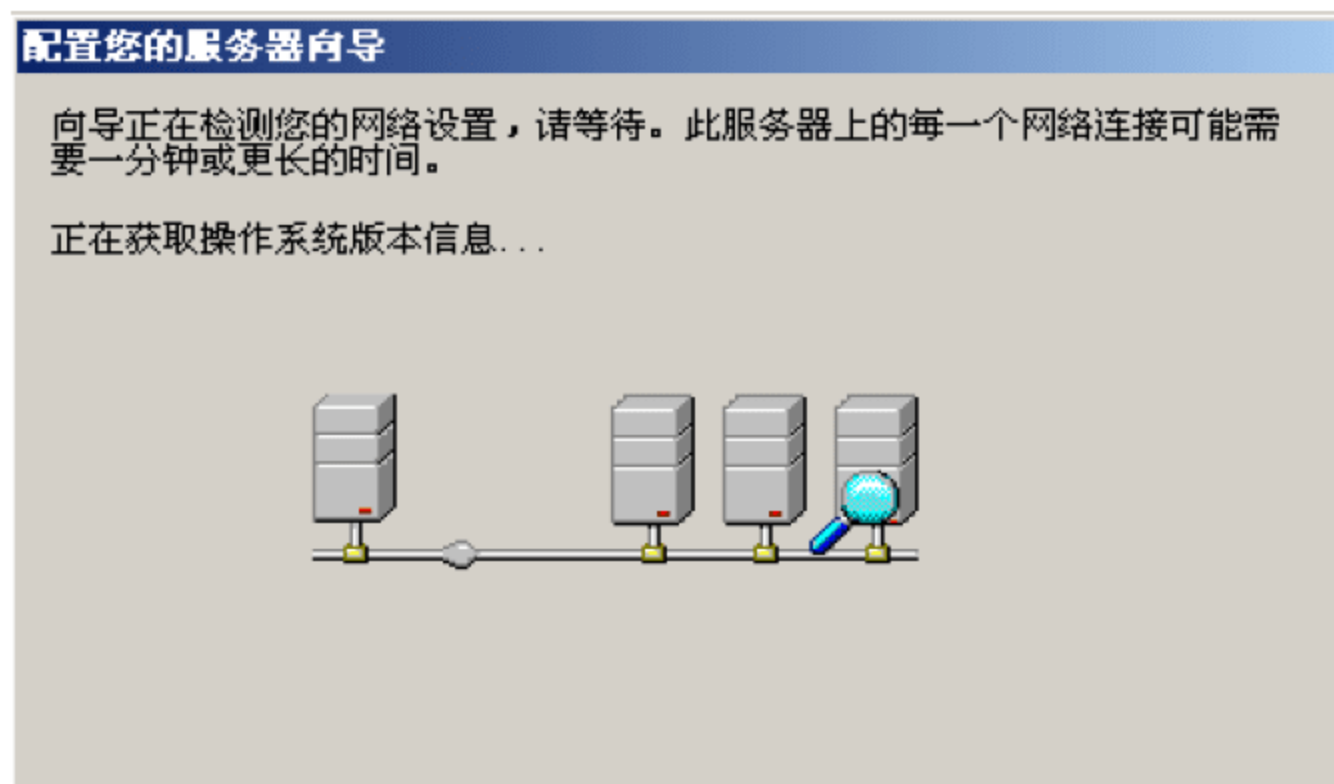 配置您的服务器向导
向导正在检测您的网络设置，请等待。此服务器上的每一个网络连接可能需
要一分钟或更长的时间。
正在获取操作系统版本信息...